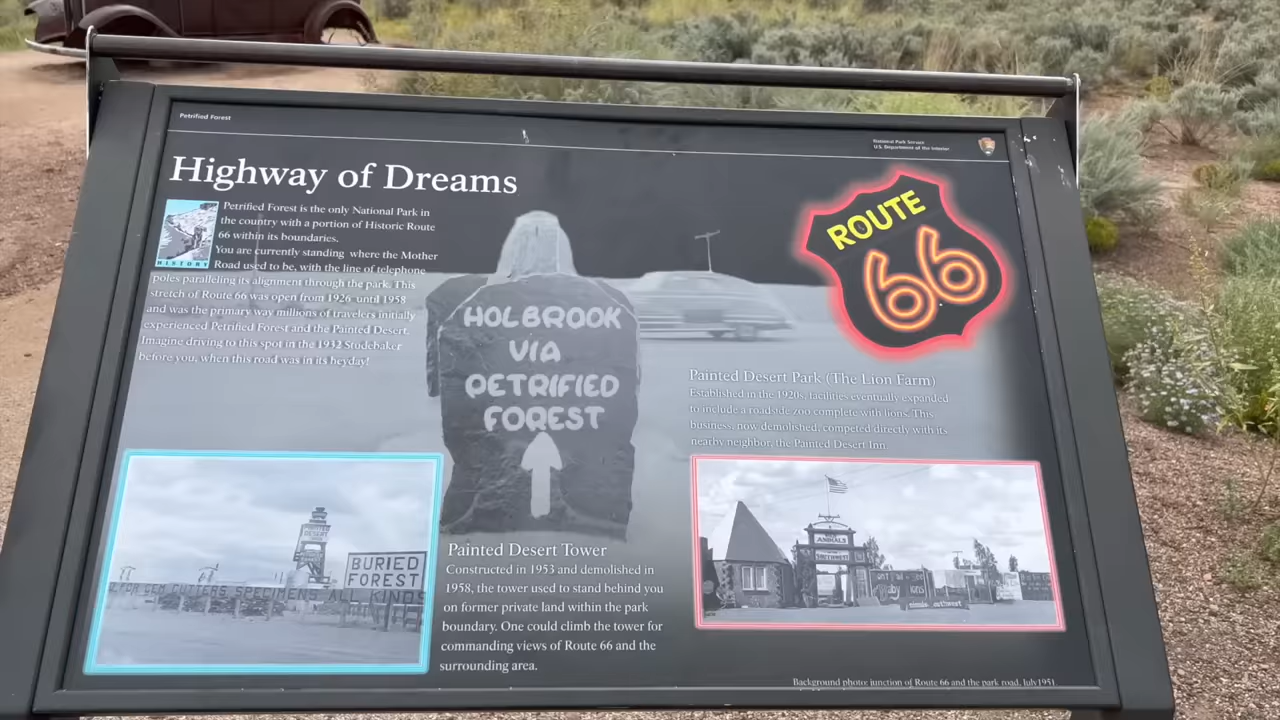 Petrified Forest
National Park Service
U.S. Department of the Interior
Highway of Dreams
Petrified Forest is the only National Park in
the country with a portion of Historic Route
66 within its boundaries.
You are currently standing where the Mother
Road used to be, with the line of telephone
poles paralleling its alignment through the park. This
stretch of Route 66 was open from 1926 until 1958
and was the primary way millions of travelers initially
experienced Petrified Forest and the Painted Desert.
Imagine driving to this spot in the 1932 Studebaker
before you, when this road was in its heyday!
HISTORY
HOLBROOK
VIA
PETRIFIED
FOREST
ROUTE
66
Painted Desert Park (The Lion Farm)
Established in the 1920s, facilities eventually expanded
to include a roadside zoo complete with lions. This
business, now demolished, competed directly with its
nearby neighbor, the Painted Desert Inn.
BURIED
FOREST
GEM SPECIMENS ALL KINDS
Painted Desert Tower
Constructed in 1953 and demolished in
1958, the tower used to stand behind you
on former private land within the park
boundary. One could climb the tower for
commanding views of Route 66 and the
surrounding area.
ANIMALS
Background photo: junction of Route 66 and the park road, July 1951.